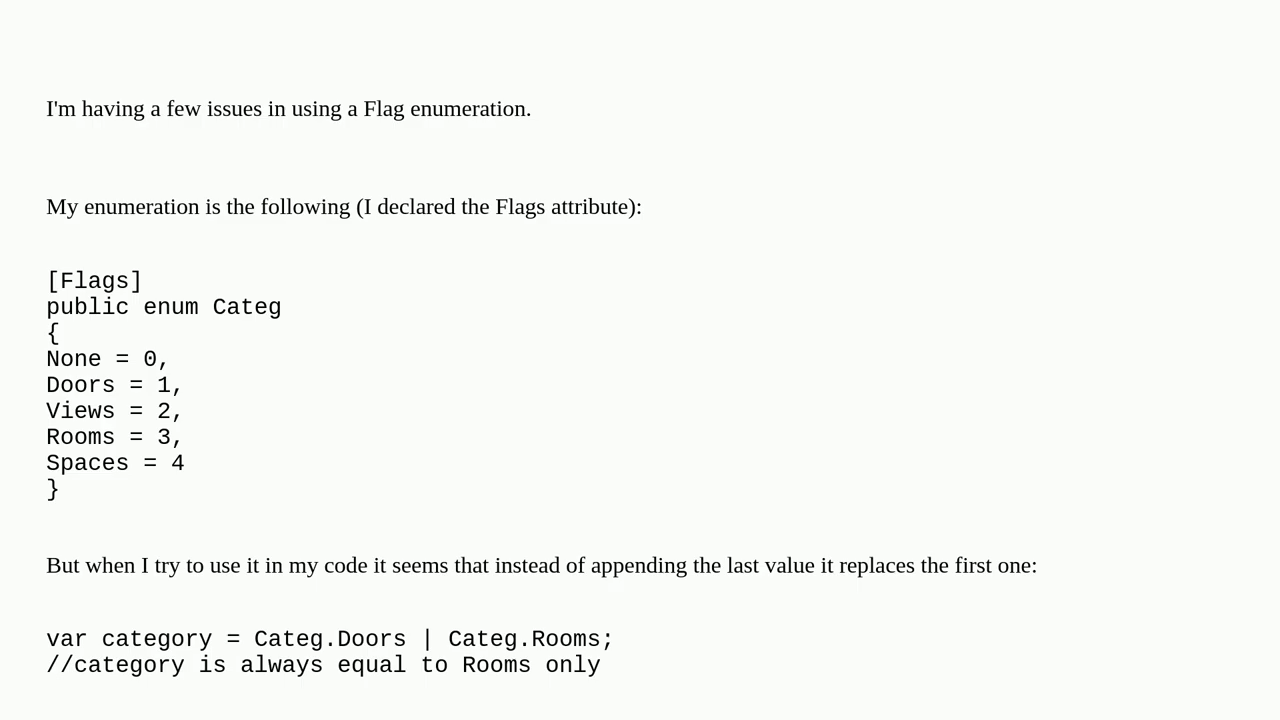 I'm having a few issues in using a Flag enumeration.
My enumeration is the following (I declared the Flags attribute):
[Flags]
public enum Categ
{
None = 0,
Doors = 1,
Views = 2,
Rooms = 3,
Spaces = 4
}
But when I try to use it in my code it seems that instead of appending the last value it replaces the first one:
var category = Categ.Doors | Categ.Rooms;
//category is always equal to Rooms only